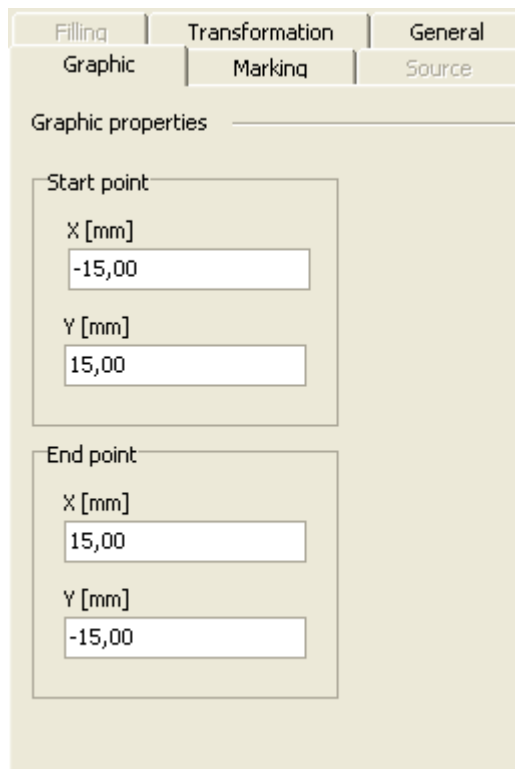 Filling Transformation General
Graphic Marking Source
Graphic properties
Start point
X [mm]
-15,00
Y [mm]
15,00
End point
X [mm]
15,00
Y [mm]
-15,00